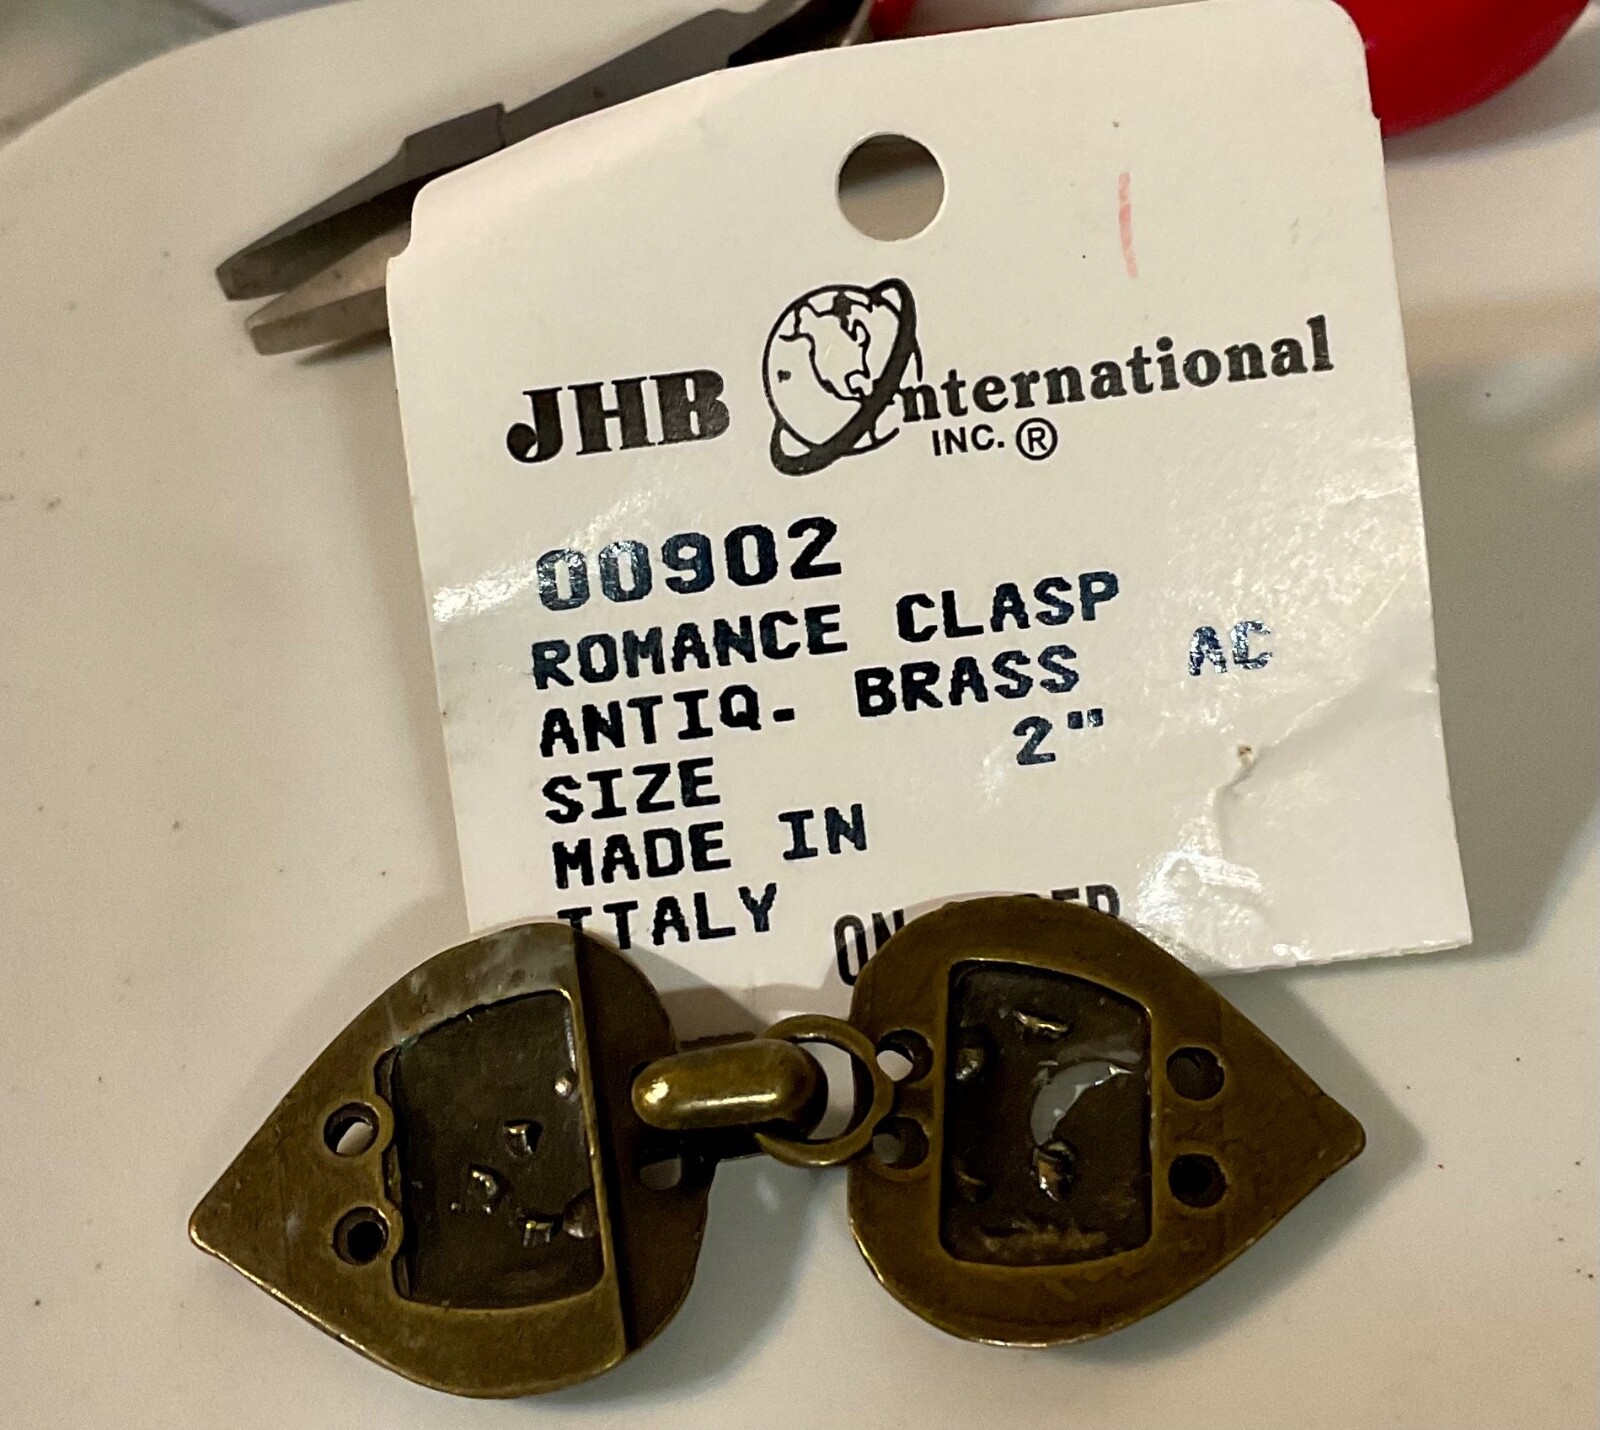 JHB International
INC. ®
00902
ROMANCE CLASP
ANTIQ. BRASS AC
SIZE 2"
MADE IN
ITALY